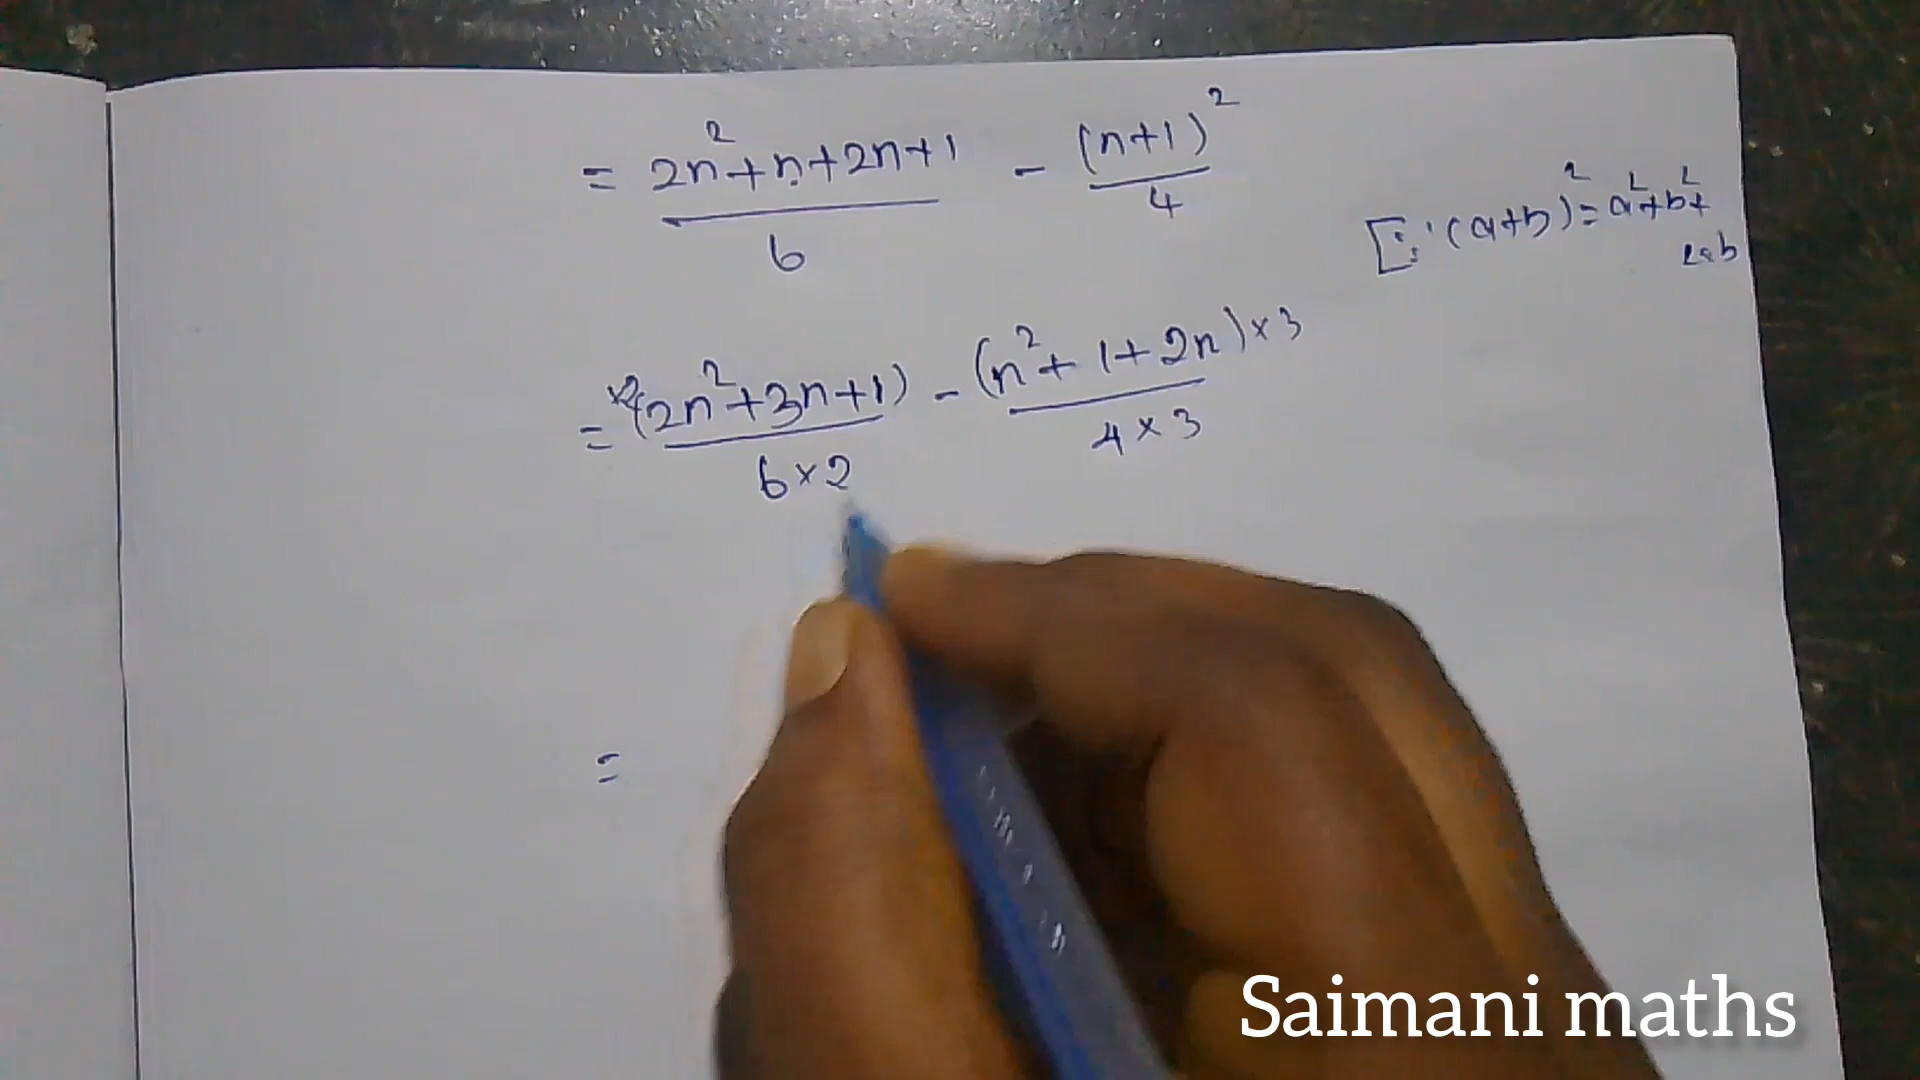 = 2n²+n+2n+1 / 6 - (n+1)² / 4
[∵ (a+b)² = a²+b²+
2ab
= ×2(2n²+3n+1) / 6×2 - (n²+1+2n)×3 / 4×3
=
Saimani maths